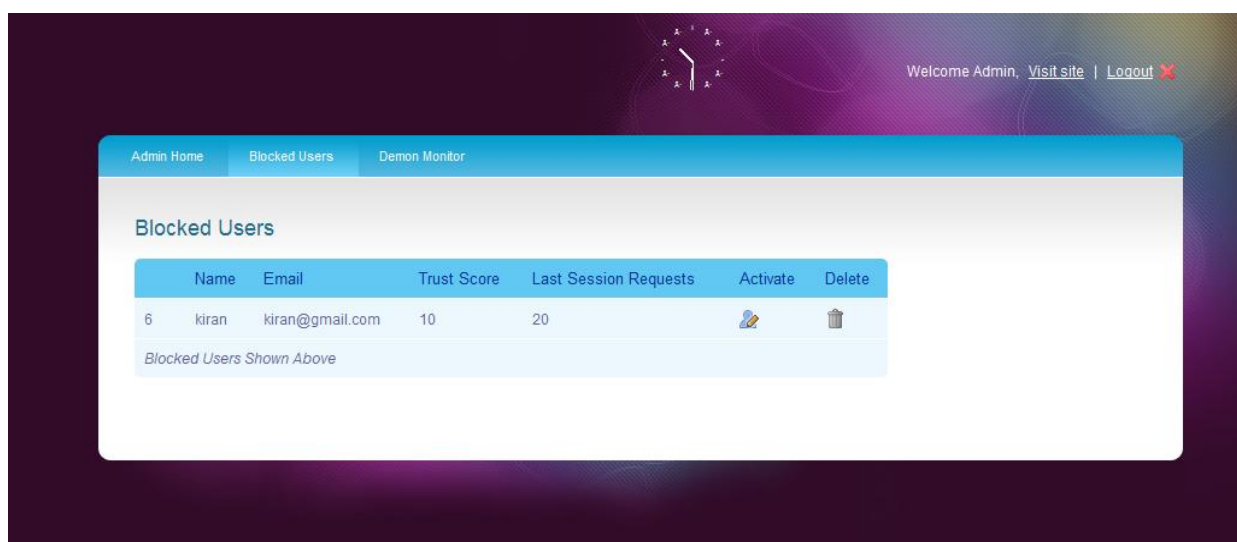 Welcome Admin, Visit site | Logout
Admin Home Blocked Users Demon Monitor
Blocked Users
Name Email Trust Score Last Session Requests Activate Delete
6 kiran kiran@gmail.com 10 20
Blocked Users Shown Above